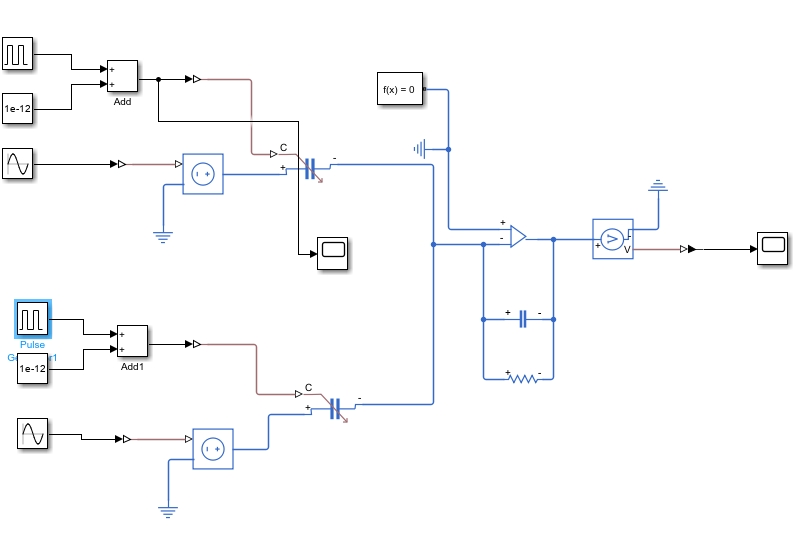 +
+
Add
1e-12
f(x) = 0
C
+
-
+
-
+
V
+
-
Pulse
1e-12
+
+
Add1
+
-
C
+
-